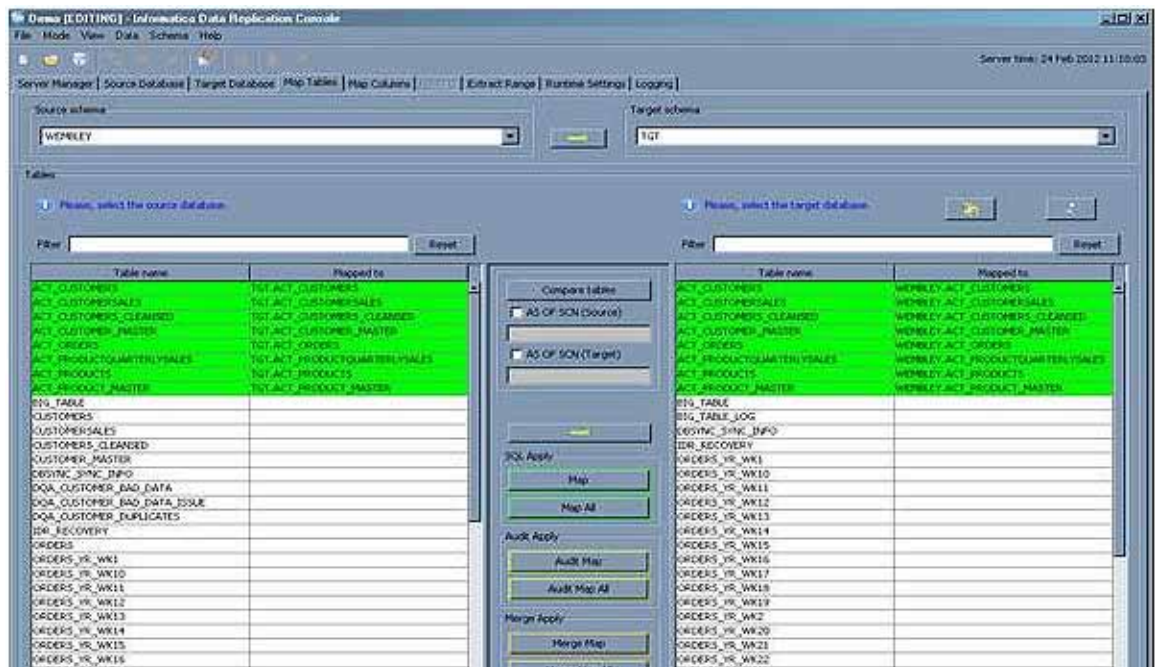 Demo [EDITING] - Informatica Data Replication Console
File Mode View Data Schema Help
Server time: 24 Feb 2012 11:10:03
Server Manager Source Database Target Database Map Tables Map Columns Extract Range Runtime Settings Logging
Source schema
WEMBLEY
Target schema
TGT
Tables
Please, select the source database.
Filter Reset
Table name Mapped to
ACT_CUSTOMERS TGT.ACT_CUSTOMERS
ACT_CUSTOMERSALES TGT.ACT_CUSTOMERSALES
ACT_CUSTOMERS_CLEANSED TGT.ACT_CUSTOMERS_CLEANSED
ACT_CUSTOMER_MASTER TGT.ACT_CUSTOMER_MASTER
ACT_ORDERS TGT.ACT_ORDERS
ACT_PRODUCTQUARTERLYSALES TGT.ACT_PRODUCTQUARTERLYSALES
ACT_PRODUCTS TGT.ACT_PRODUCTS
ACT_PRODUCT_MASTER TGT.ACT_PRODUCT_MASTER
BIG_TABLE
CUSTOMERS
CUSTOMERSALES
CUSTOMERS_CLEANSED
CUSTOMER_MASTER
DBSYNC_SYNC_INFO
DQA_CUSTOMER_BAD_DATA
DQA_CUSTOMER_BAD_DATA_ISSUE
DQA_CUSTOMER_DUPLICATES
IDR_RECOVERY
ORDERS
ORDERS_YR_WK1
ORDERS_YR_WK10
ORDERS_YR_WK11
ORDERS_YR_WK12
ORDERS_YR_WK13
ORDERS_YR_WK14
ORDERS_YR_WK15
ORDERS_YR_WK16
Compare tables
AS OF SCN (Source)
AS OF SCN (Target)
SQL Apply
Map
Map All
Audit Apply
Audit Map
Audit Map All
Merge Apply
Merge Map
Please, select the target database.
Filter Reset
Table name Mapped to
ACT_CUSTOMERS WEMBLEY.ACT_CUSTOMERS
ACT_CUSTOMERSALES WEMBLEY.ACT_CUSTOMERSALES
ACT_CUSTOMERS_CLEANSED WEMBLEY.ACT_CUSTOMERS_CLEANSED
ACT_CUSTOMER_MASTER WEMBLEY.ACT_CUSTOMER_MASTER
ACT_ORDERS WEMBLEY.ACT_ORDERS
ACT_PRODUCTQUARTERLYSALES WEMBLEY.ACT_PRODUCTQUARTERLYSALES
ACT_PRODUCTS WEMBLEY.ACT_PRODUCTS
ACT_PRODUCT_MASTER WEMBLEY.ACT_PRODUCT_MASTER
BIG_TABLE
BIG_TABLE_LOG
DBSYNC_SYNC_INFO
IDR_RECOVERY
ORDERS_YR_WK1
ORDERS_YR_WK10
ORDERS_YR_WK11
ORDERS_YR_WK12
ORDERS_YR_WK13
ORDERS_YR_WK14
ORDERS_YR_WK15
ORDERS_YR_WK16
ORDERS_YR_WK17
ORDERS_YR_WK18
ORDERS_YR_WK19
ORDERS_YR_WK2
ORDERS_YR_WK20
ORDERS_YR_WK21
ORDERS_YR_WK22